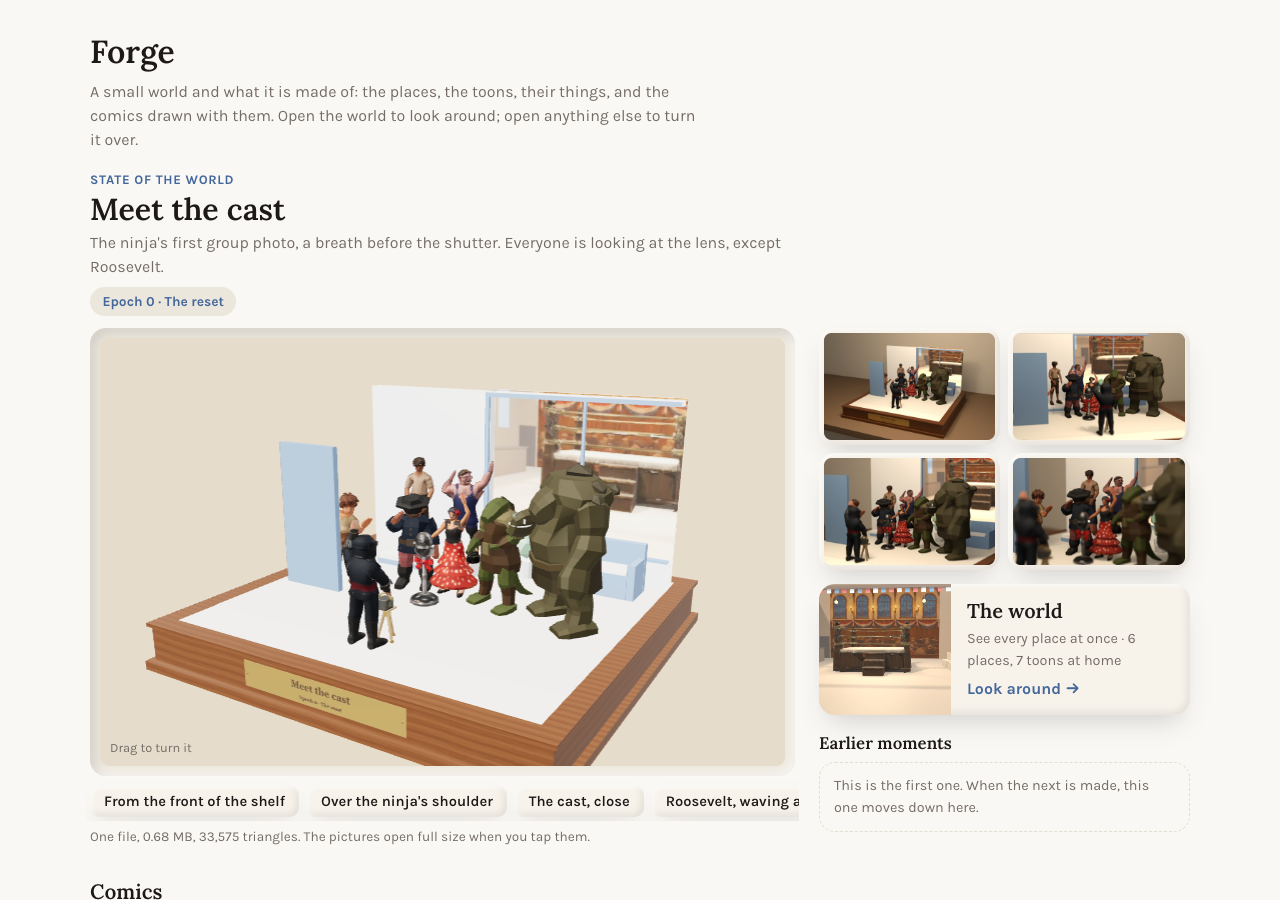 Forge
A small world and what it is made of: the places, the toons, their things, and the
comics drawn with them. Open the world to look around; open anything else to turn
it over.
STATE OF THE WORLD
Meet the cast
The ninja's first group photo, a breath before the shutter. Everyone is looking at the lens, except
Roosevelt.
Epoch 0 · The reset
Meet the cast
Epoch 0 · The reset
Drag to turn it
From the front of the shelf
Over the ninja's shoulder
The cast, close
Roosevelt, waving a
One file, 0.68 MB, 33,575 triangles. The pictures open full size when you tap them.
The world
See every place at once · 6
places, 7 toons at home
Look around →
Earlier moments
This is the first one. When the next is made, this
one moves down here.
Comics